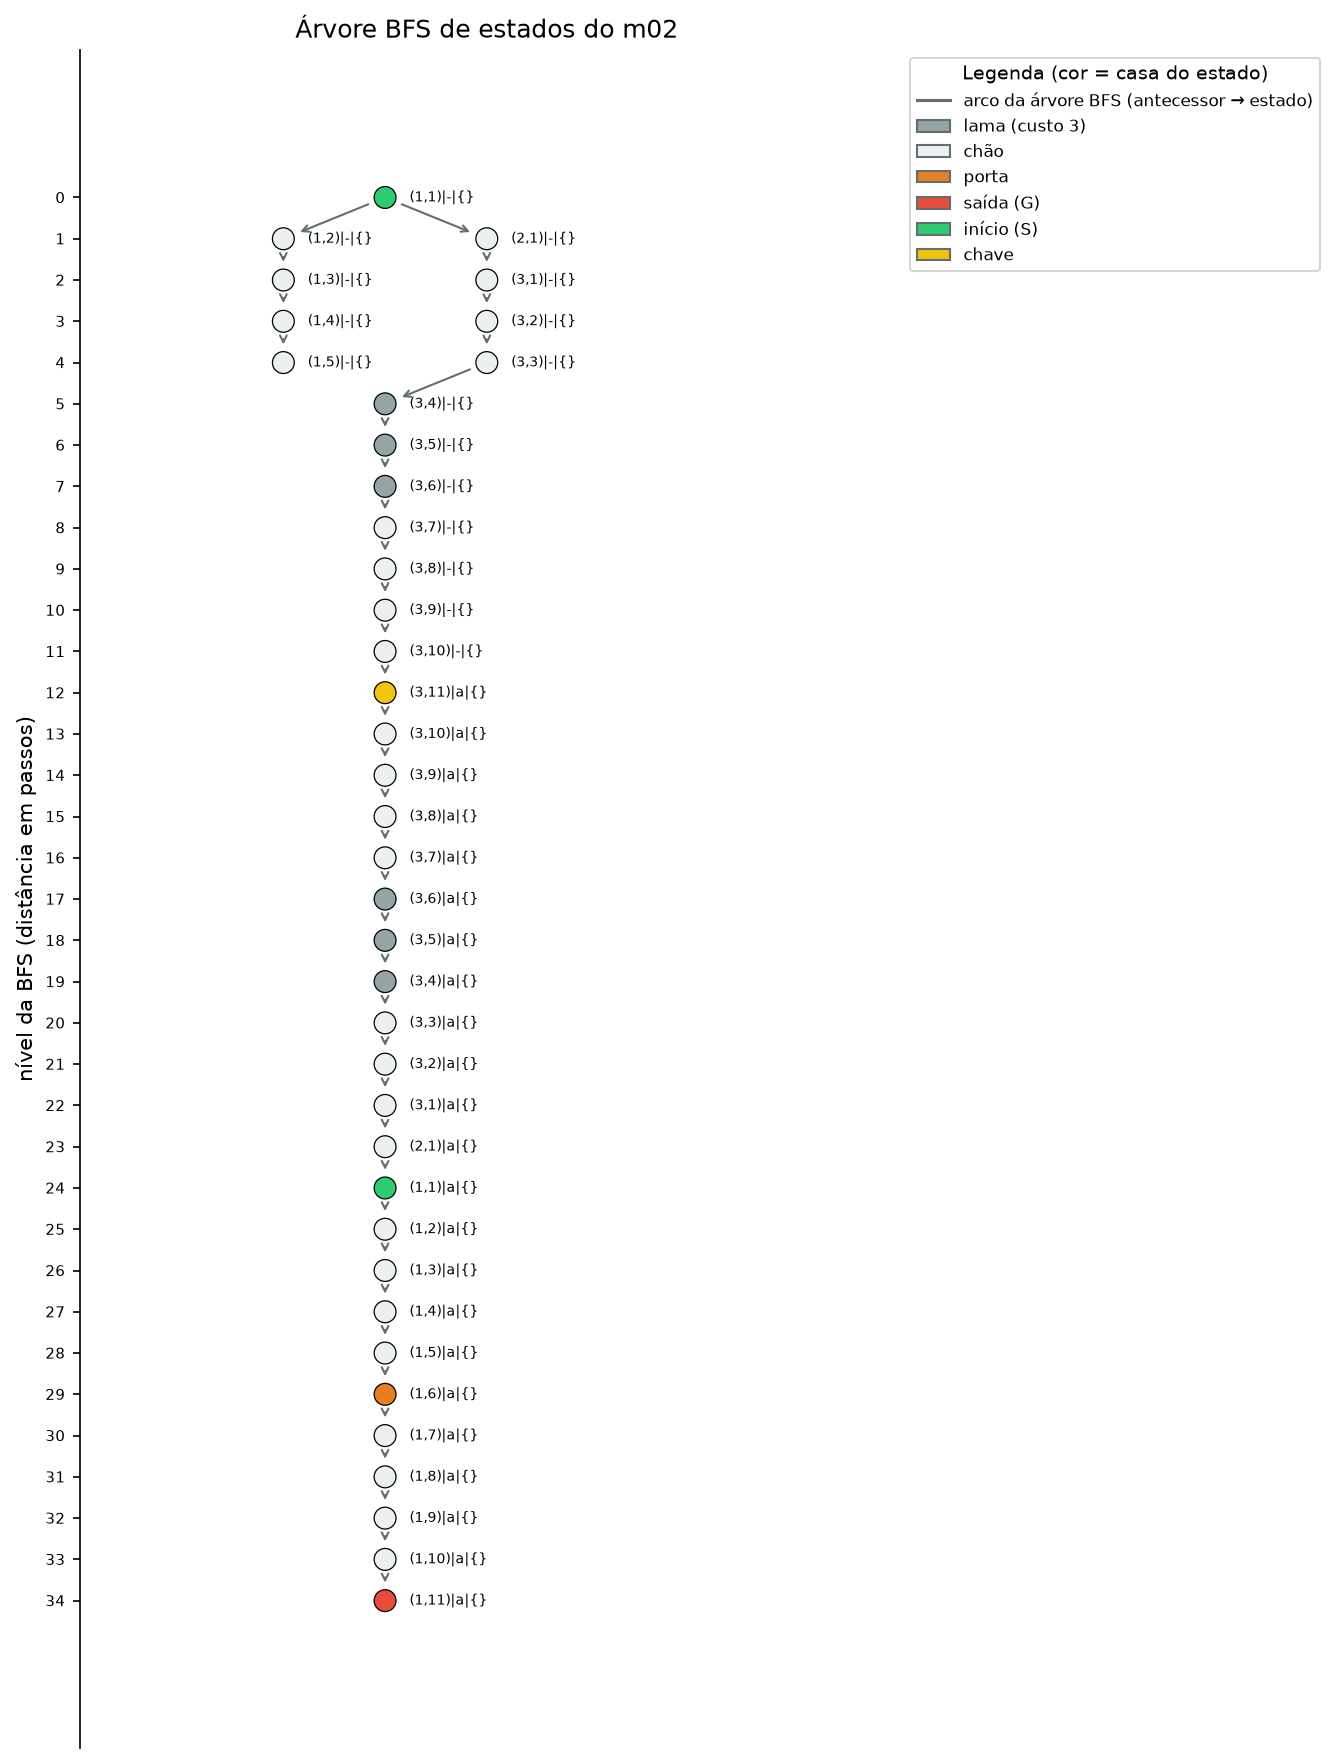 Árvore BFS de estados do m02
Legenda (cor = casa do estado)
arco da árvore BFS (antecessor → estado)
lama (custo 3)
chão
porta
saída (G)
início (S)
chave
nível da BFS (distância em passos)
0 (1,1)|-|{}
1 (1,2)|-|{} (2,1)|-|{}
2 (1,3)|-|{} (3,1)|-|{}
3 (1,4)|-|{} (3,2)|-|{}
4 (1,5)|-|{} (3,3)|-|{}
5 (3,4)|-|{}
6 (3,5)|-|{}
7 (3,6)|-|{}
8 (3,7)|-|{}
9 (3,8)|-|{}
10 (3,9)|-|{}
11 (3,10)|-|{}
12 (3,11)|a|{}
13 (3,10)|a|{}
14 (3,9)|a|{}
15 (3,8)|a|{}
16 (3,7)|a|{}
17 (3,6)|a|{}
18 (3,5)|a|{}
19 (3,4)|a|{}
20 (3,3)|a|{}
21 (3,2)|a|{}
22 (3,1)|a|{}
23 (2,1)|a|{}
24 (1,1)|a|{}
25 (1,2)|a|{}
26 (1,3)|a|{}
27 (1,4)|a|{}
28 (1,5)|a|{}
29 (1,6)|a|{}
30 (1,7)|a|{}
31 (1,8)|a|{}
32 (1,9)|a|{}
33 (1,10)|a|{}
34 (1,11)|a|{}